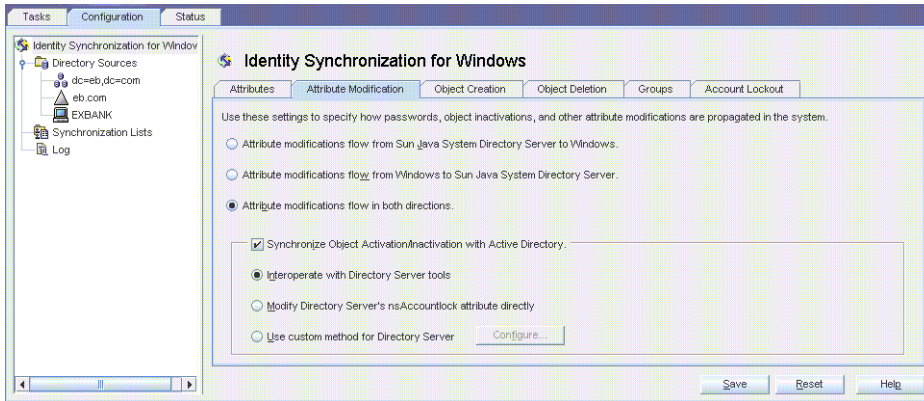 Tasks
Configuration
Status
Identity Synchronization for Window
Directory Sources
dc=eb,dc=com
eb.com
EXBANK
Synchronization Lists
Log
Identity Synchronization for Windows
Attributes
Attribute Modification
Object Creation
Object Deletion
Groups
Account Lockout
Use these settings to specify how passwords, object inactivations, and other attribute modifications are propagated in the system.
Attribute modifications flow from Sun Java System Directory Server to Windows.
Attribute modifications flow from Windows to Sun Java System Directory Server.
Attribute modifications flow in both directions.
Synchronize Object Activation/Inactivation with Active Directory.
Interoperate with Directory Server tools
Modify Directory Server's nsAccountlock attribute directly
Use custom method for Directory Server
Configure...
Save
Reset
Help